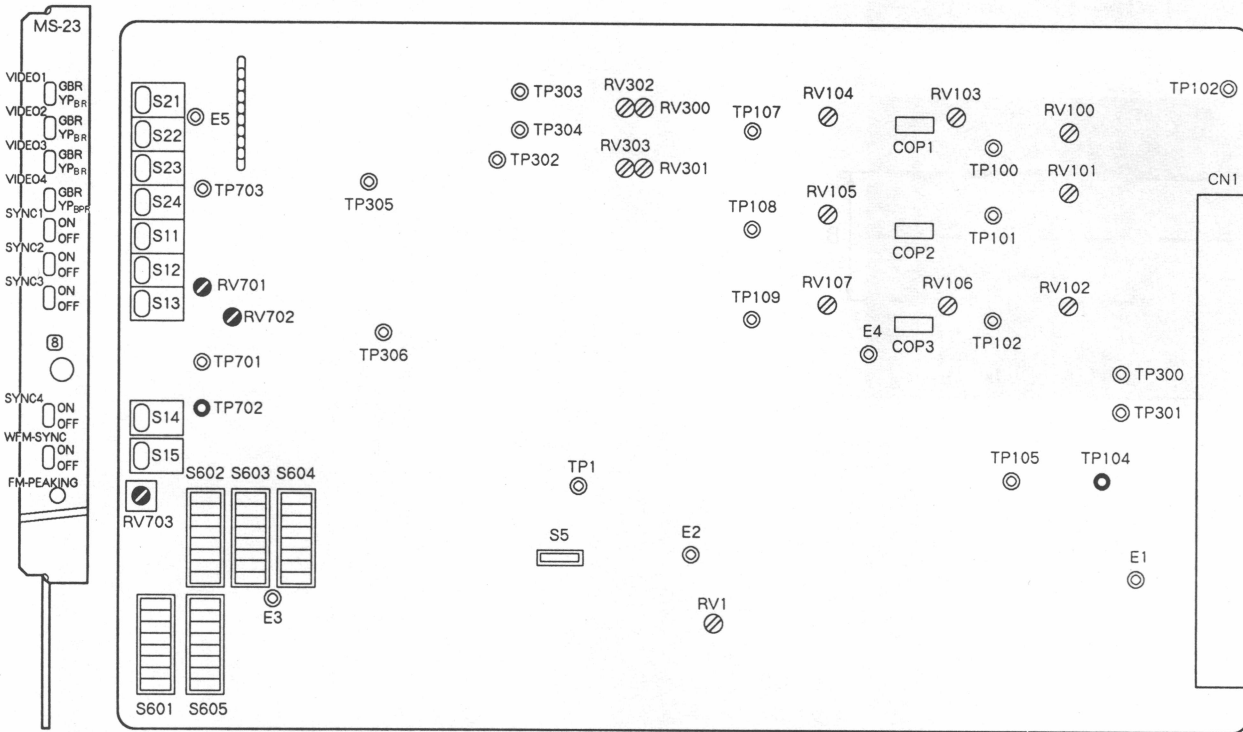 MS-23
VIDEO1 GBR
YPBR
VIDEO2 GBR
YPBR
VIDEO3 GBR
YPBR
VIDEO4 GBR
YPBPR
SYNC1 ON
OFF
SYNC2 ON
OFF
SYNC3 ON
OFF
8
SYNC4 ON
OFF
WFM-SYNC ON
OFF
FM-PEAKING
S21
E5
S22
S23
S24
TP703
S11
S12
S13
RV701
RV702
TP701
TP702
S14
S15
RV703
S602 S603 S604
E3
S601 S605
TP303
TP304
TP302
TP305
TP306
RV302
RV300
RV303
RV301
TP107
TP108
TP109
RV104
RV103
RV100
COP1
TP100
RV101
RV105
COP2
TP101
RV107
RV106
RV102
E4
COP3
TP102
TP102
CN1
TP300
TP301
TP105
TP104
TP1
S5
E2
RV1
E1